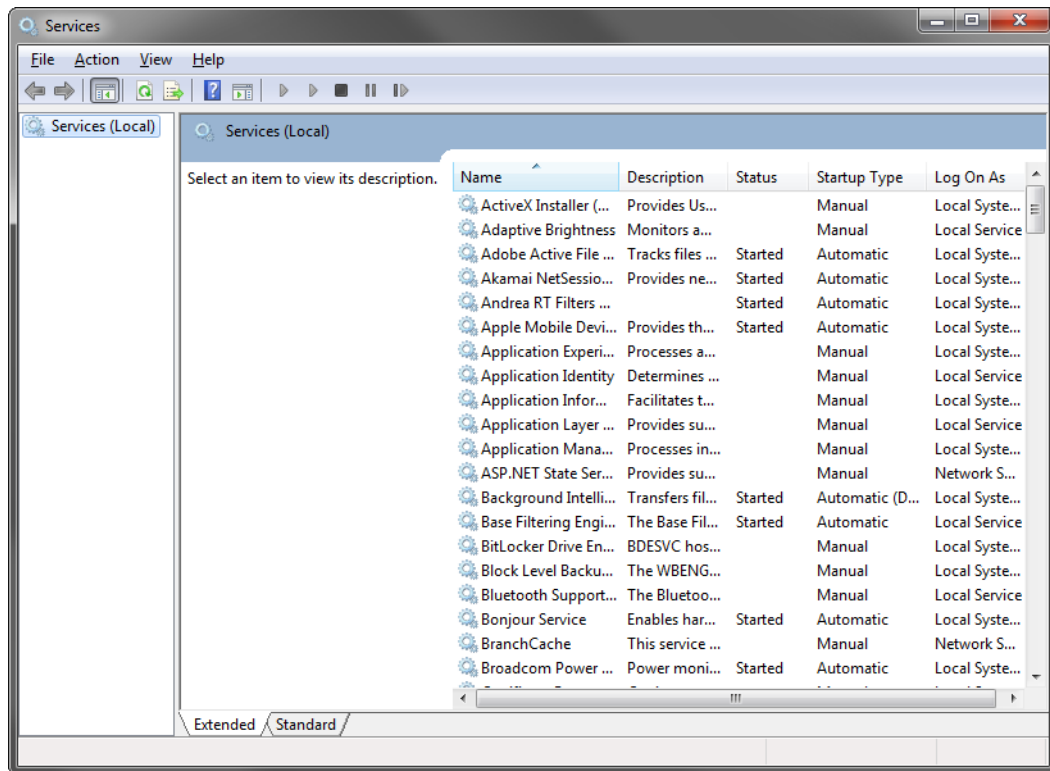 Services
File Action View Help
Services (Local)
Services (Local)
Select an item to view its description.
Name Description Status Startup Type Log On As
ActiveX Installer (... Provides Us... Manual Local Syste...
Adaptive Brightness Monitors a... Manual Local Service
Adobe Active File ... Tracks files ... Started Automatic Local Syste...
Akamai NetSessio... Provides ne... Started Automatic Local Syste...
Andrea RT Filters ... Started Automatic Local Syste...
Apple Mobile Devi... Provides th... Started Automatic Local Syste...
Application Experi... Processes a... Manual Local Syste...
Application Identity Determines ... Manual Local Service
Application Infor... Facilitates t... Manual Local Syste...
Application Layer ... Provides su... Manual Local Service
Application Mana... Processes in... Manual Local Syste...
ASP.NET State Ser... Provides su... Manual Network S...
Background Intelli... Transfers fil... Started Automatic (D... Local Syste...
Base Filtering Engi... The Base Fil... Started Automatic Local Service
BitLocker Drive En... BDESVC hos... Manual Local Syste...
Block Level Backu... The WBENG... Manual Local Syste...
Bluetooth Support... The Bluetoo... Manual Local Service
Bonjour Service Enables har... Started Automatic Local Syste...
BranchCache This service ... Manual Network S...
Broadcom Power ... Power moni... Started Automatic Local Syste...
Extended Standard